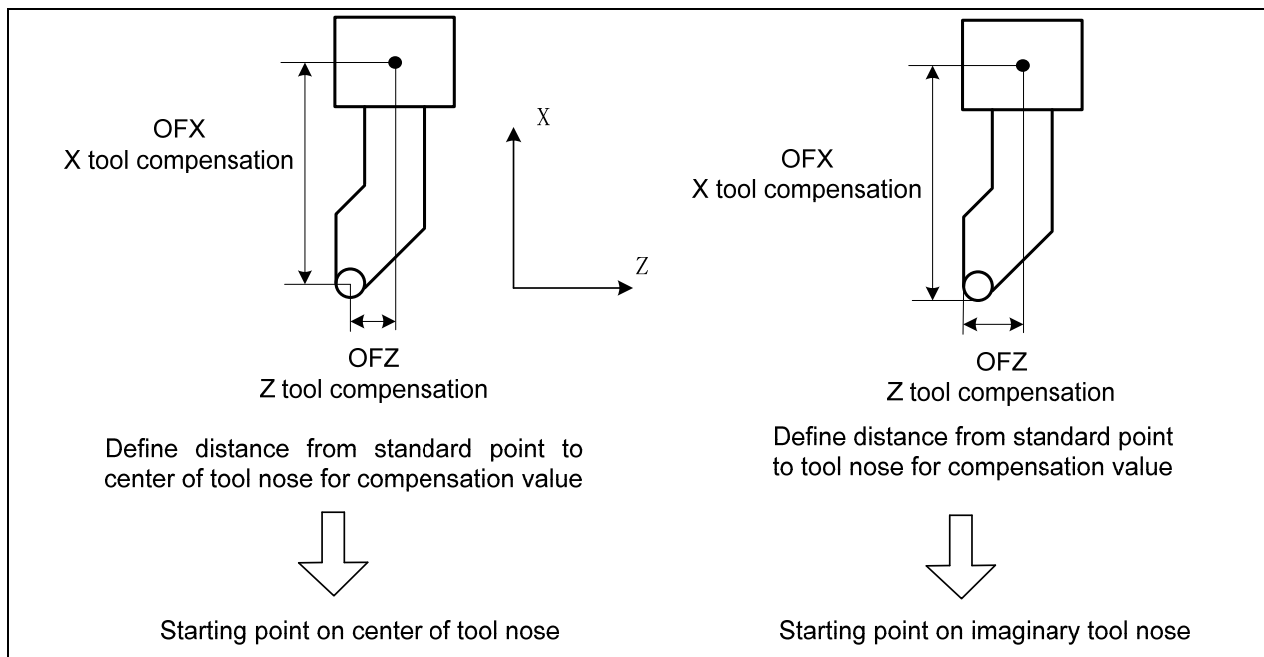 OFX
X tool compensation
X
Z
OFZ
Z tool compensation
Define distance from standard point to
center of tool nose for compensation value
Starting point on center of tool nose
OFX
X tool compensation
OFZ
Z tool compensation
Define distance from standard point
to tool nose for compensation value
Starting point on imaginary tool nose